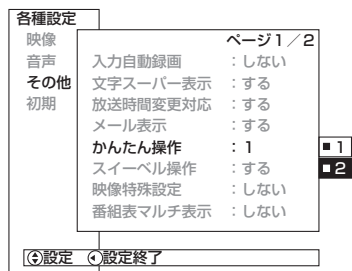 各種設定
映像
音声
その他
初期
ページ1／2
入力自動録画 ：しない
文字スーパー表示 ：する
放送時間変更対応 ：する
メール表示 ：する
かんたん操作 ：1
スイーベル操作 ：する
映像特殊設定 ：しない
番組表マルチ表示 ：しない
■1
■2
設定 設定終了